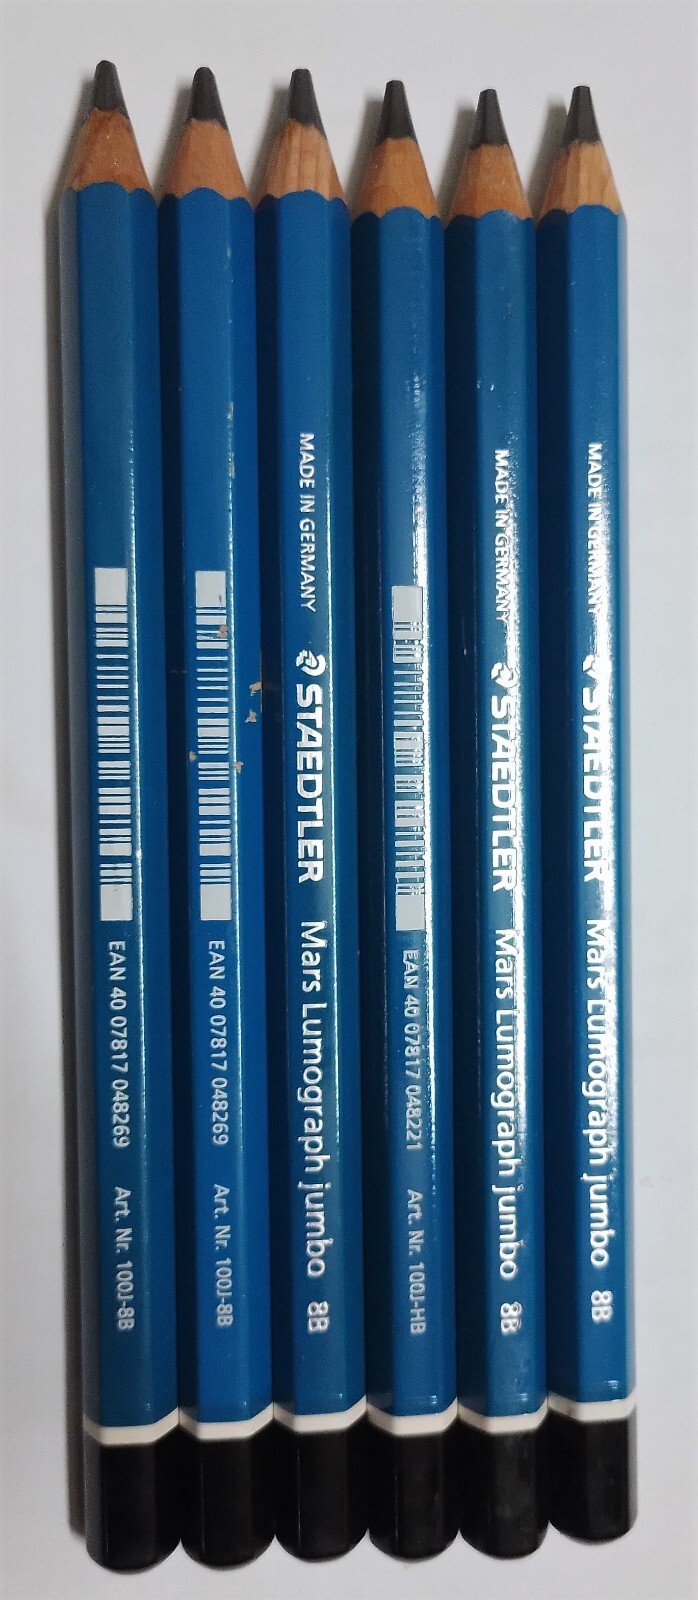 EAN 40 07817 048269 Art. Nr. 100J-8B
EAN 40 07817 048269 Art. Nr. 100J-8B
MADE IN GERMANY STAEDTLER Mars Lumograph jumbo 8B
EAN 40 07817 048221 Art. Nr. 100J-HB
MADE IN GERMANY STAEDTLER Mars Lumograph jumbo 8B
MADE IN GERMANY STAEDTLER Mars Lumograph jumbo 8B